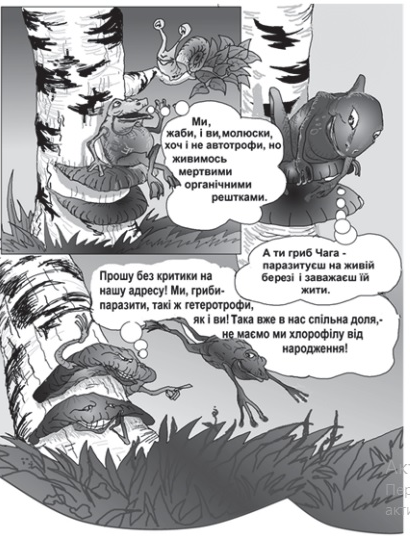 Ми,
жаби, і ви,молюски,
хоч і не автотрофи, но
живимось
мертвими
органічними
рештками.
А ти гриб Чага -
паразитуєш на живій
березі і заважаєш їй
жити.
Прошу без критики на
нашу адресу! Ми, гриби-
паразити, такі ж гетеротрофи,
як і ви! Така вже в нас спільна доля,-
не маємо ми хлорофілу від
народження!